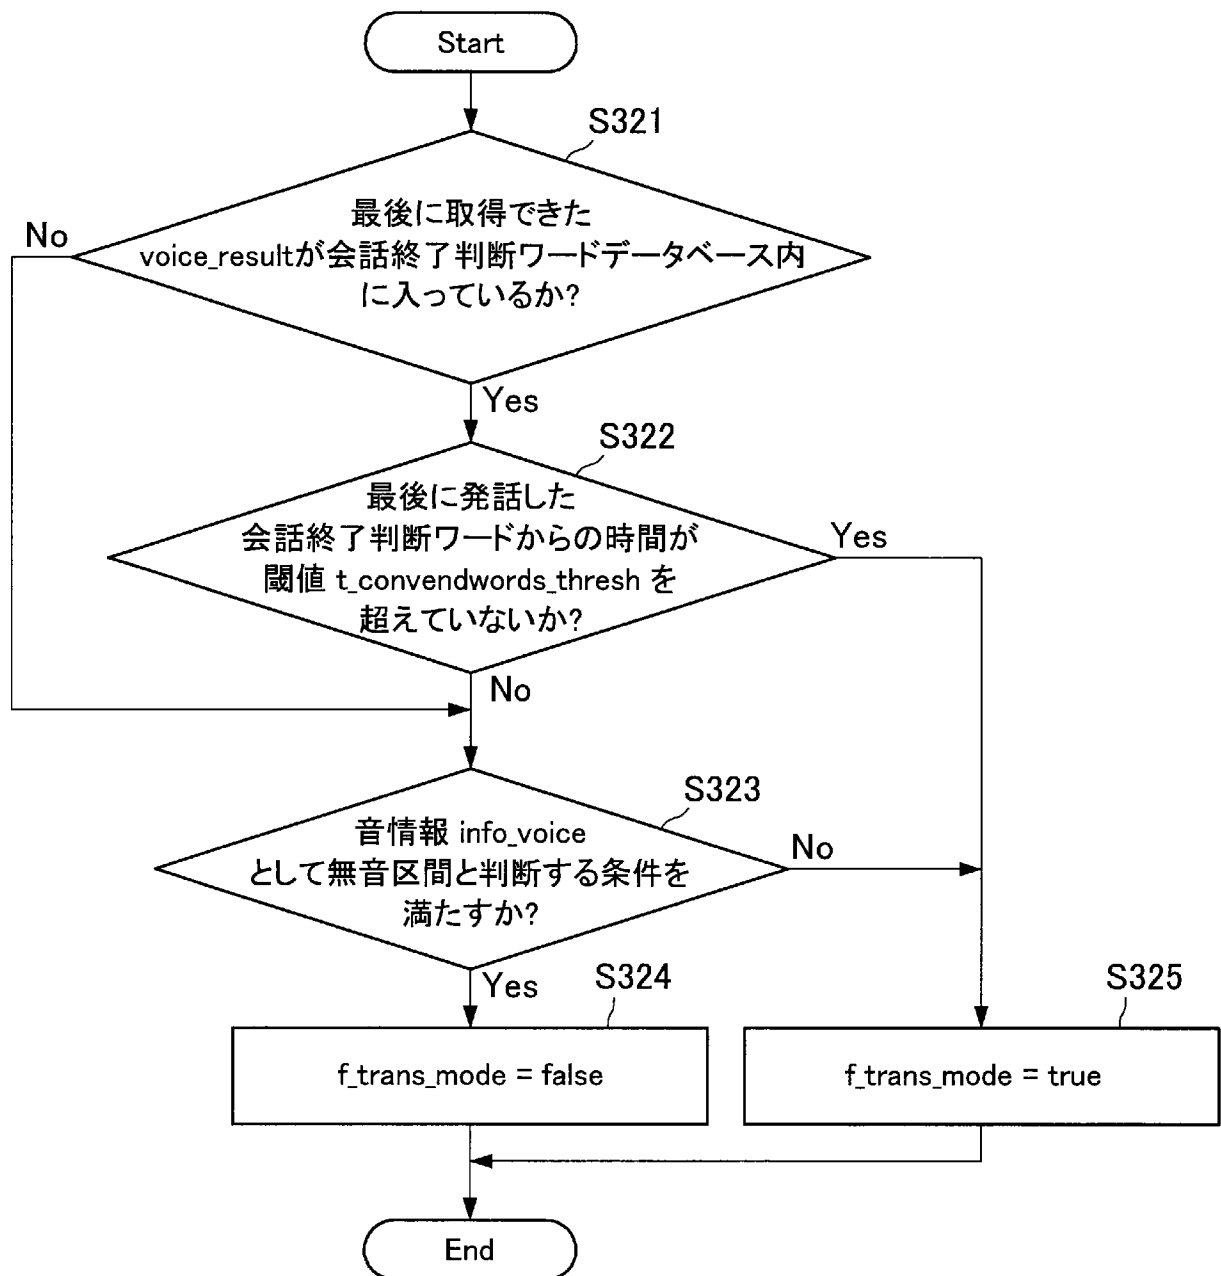 Start
S321
最後に取得できた
voice_resultが会話終了判断ワードデータベース内
に入っているか?
No
Yes
S322
最後に発話した
会話終了判断ワードからの時間が
閾値 t_convendwords_thresh を
超えていないか?
Yes
No
S323
音情報 info_voice
として無音区間と判断する条件を
満たすか?
No
Yes
S324
f_trans_mode = false
S325
f_trans_mode = true
End